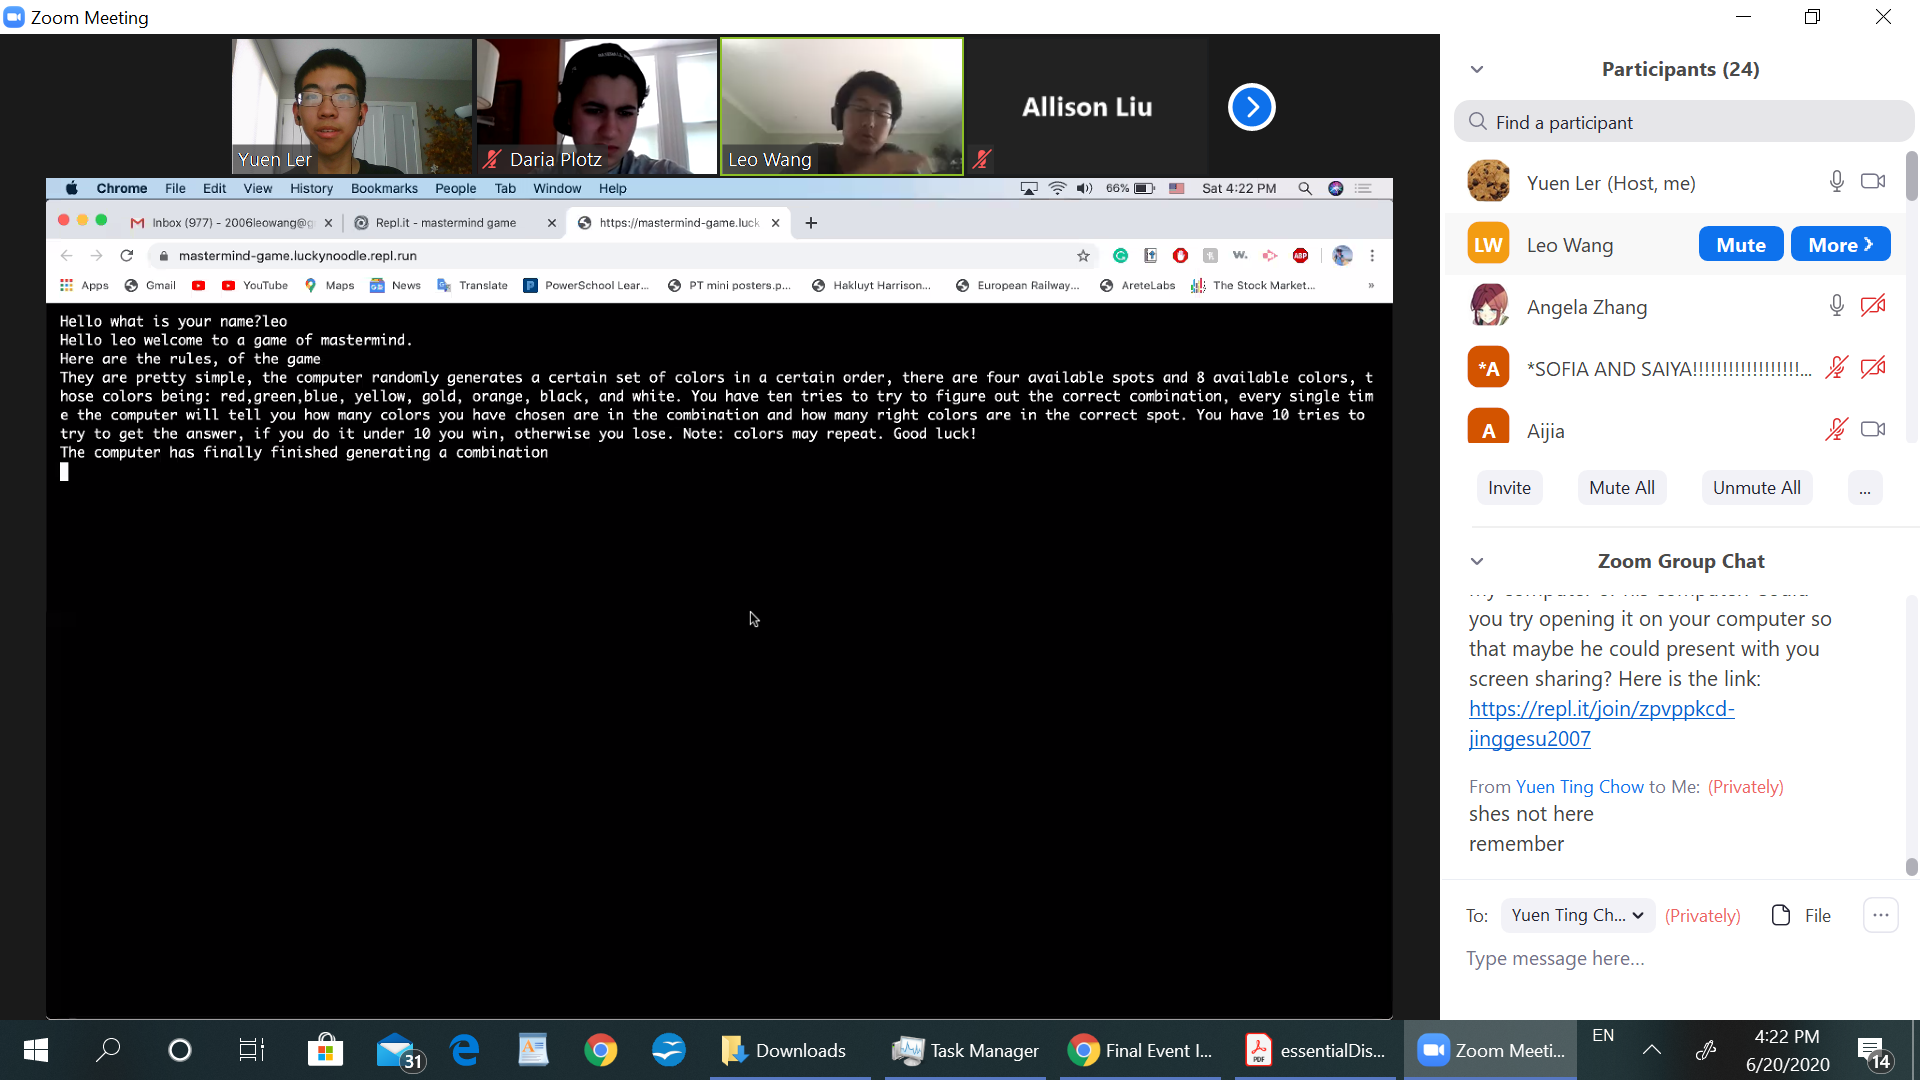 Zoom Meeting
Yuen Ler
Daria Plotz
Leo Wang
Allison Liu
Chrome File Edit View History Bookmarks People Tab Window Help
66% Sat 4:22 PM
Inbox (977) - 2006leowang@g
Repl.it - mastermind game
https://mastermind-game.luck
mastermind-game.luckynoodle.repl.run
ABP
Apps Gmail YouTube Maps News Translate PowerSchool Lear... PT mini posters.p... Hakluyt Harrison... European Railway... AreteLabs The Stock Market... »
Hello what is your name?leo
Hello leo welcome to a game of mastermind.
Here are the rules, of the game
They are pretty simple, the computer randomly generates a certain set of colors in a certain order, there are four available spots and 8 available colors, t
hose colors being: red,green,blue, yellow, gold, orange, black, and white. You have ten tries to try to figure out the correct combination, every single tim
e the computer will tell you how many colors you have chosen are in the combination and how many right colors are in the correct spot. You have 10 tries to
try to get the answer, if you do it under 10 you win, otherwise you lose. Note: colors may repeat. Good luck!
The computer has finally finished generating a combination
Participants (24)
Find a participant
Yuen Ler (Host, me)
LW Leo Wang Mute More
Angela Zhang
*A *SOFIA AND SAIYA!!!!!!!!!!!!!!!!!!...
A Aijia
Invite Mute All Unmute All ...
Zoom Group Chat
you try opening it on your computer so
that maybe he could present with you
screen sharing? Here is the link:
https://repl.it/join/zpvppkcd-
jinggesu2007
From Yuen Ting Chow to Me: (Privately)
shes not here
remember
To: Yuen Ting Ch... (Privately) File ...
Type message here...
31
Downloads
Task Manager
Final Event I...
PDF
essentialDis...
Zoom Meeti...
EN
4:22 PM
6/20/2020
14